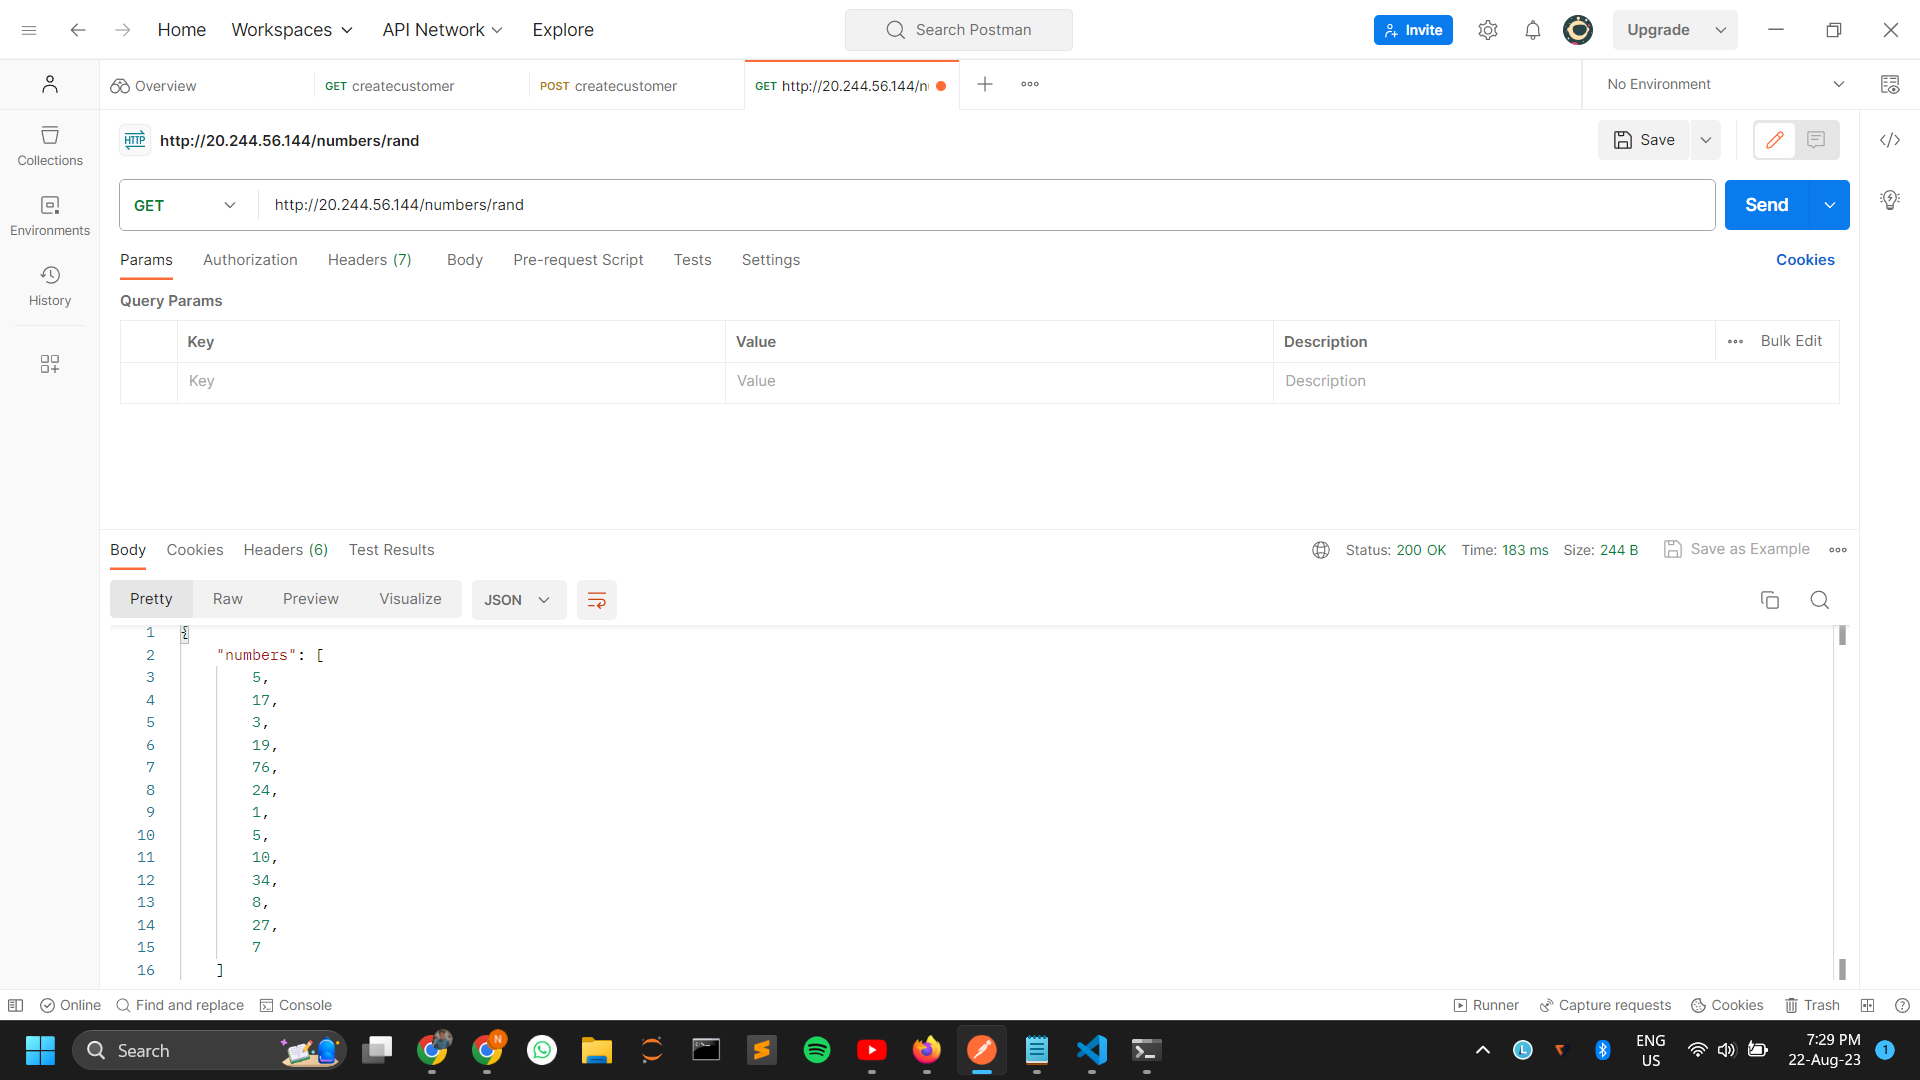 Home Workspaces API Network Explore Search Postman Invite Upgrade
Overview GET createcustomer POST createcustomer GET http://20.244.56.144/n No Environment
HTTP http://20.244.56.144/numbers/rand Save
Collections
Environments
History
GET http://20.244.56.144/numbers/rand Send
Params Authorization Headers (7) Body Pre-request Script Tests Settings Cookies
Query Params
Key Value Description Bulk Edit
Key Value Description
Body Cookies Headers (6) Test Results Status: 200 OK Time: 183 ms Size: 244 B Save as Example
Pretty Raw Preview Visualize JSON
1 {
2 "numbers": [
3 5,
4 17,
5 3,
6 19,
7 76,
8 24,
9 1,
10 5,
11 10,
12 34,
13 8,
14 27,
15 7
16 ]
Online Find and replace Console Runner Capture requests Cookies Trash
Search N L ENG 7:29 PM 1
US 22-Aug-23